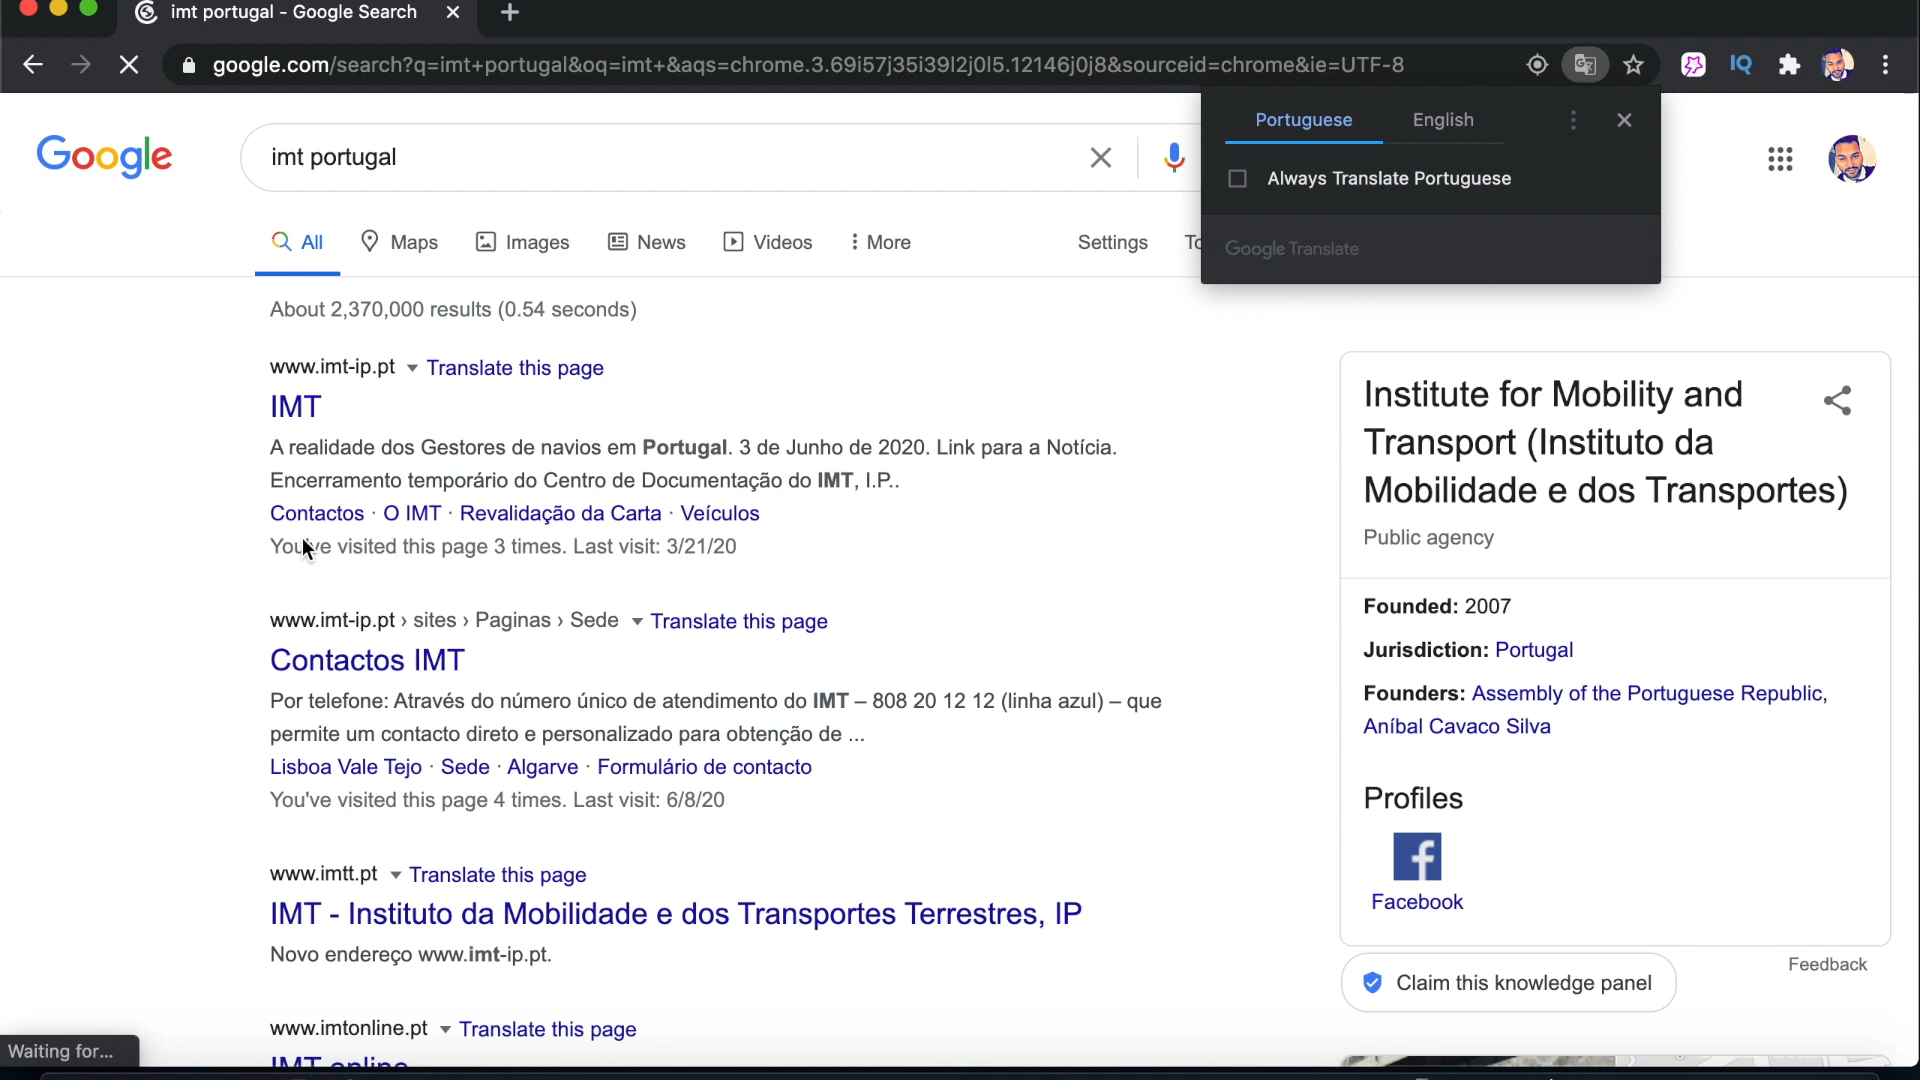 imt portugal - Google Search
google.com/search?q=imt+portugal&oq=imt+&aqs=chrome.3.69i57j35i39l2j0l5.12146j0j8&sourceid=chrome&ie=UTF-8
IQ
Portuguese English
Always Translate Portuguese
Google Translate
Google
imt portugal
All Maps Images News Videos More Settings To
About 2,370,000 results (0.54 seconds)
www.imt-ip.pt Translate this page
IMT
A realidade dos Gestores de navios em Portugal. 3 de Junho de 2020. Link para a Notícia.
Encerramento temporário do Centro de Documentação do IMT, I.P..
Contactos · O IMT · Revalidação da Carta · Veículos
You've visited this page 3 times. Last visit: 3/21/20
www.imt-ip.pt › sites › Paginas › Sede Translate this page
Contactos IMT
Por telefone: Através do número único de atendimento do IMT – 808 20 12 12 (linha azul) – que
permite um contacto direto e personalizado para obtenção de ...
Lisboa Vale Tejo · Sede · Algarve · Formulário de contacto
You've visited this page 4 times. Last visit: 6/8/20
www.imtt.pt Translate this page
IMT - Instituto da Mobilidade e dos Transportes Terrestres, IP
Novo endereço www.imt-ip.pt.
www.imtonline.pt Translate this page
IMT online
Waiting for...
Institute for Mobility and
Transport (Instituto da
Mobilidade e dos Transportes)
Public agency
Founded: 2007
Jurisdiction: Portugal
Founders: Assembly of the Portuguese Republic,
Aníbal Cavaco Silva
Profiles
Facebook
Feedback
Claim this knowledge panel